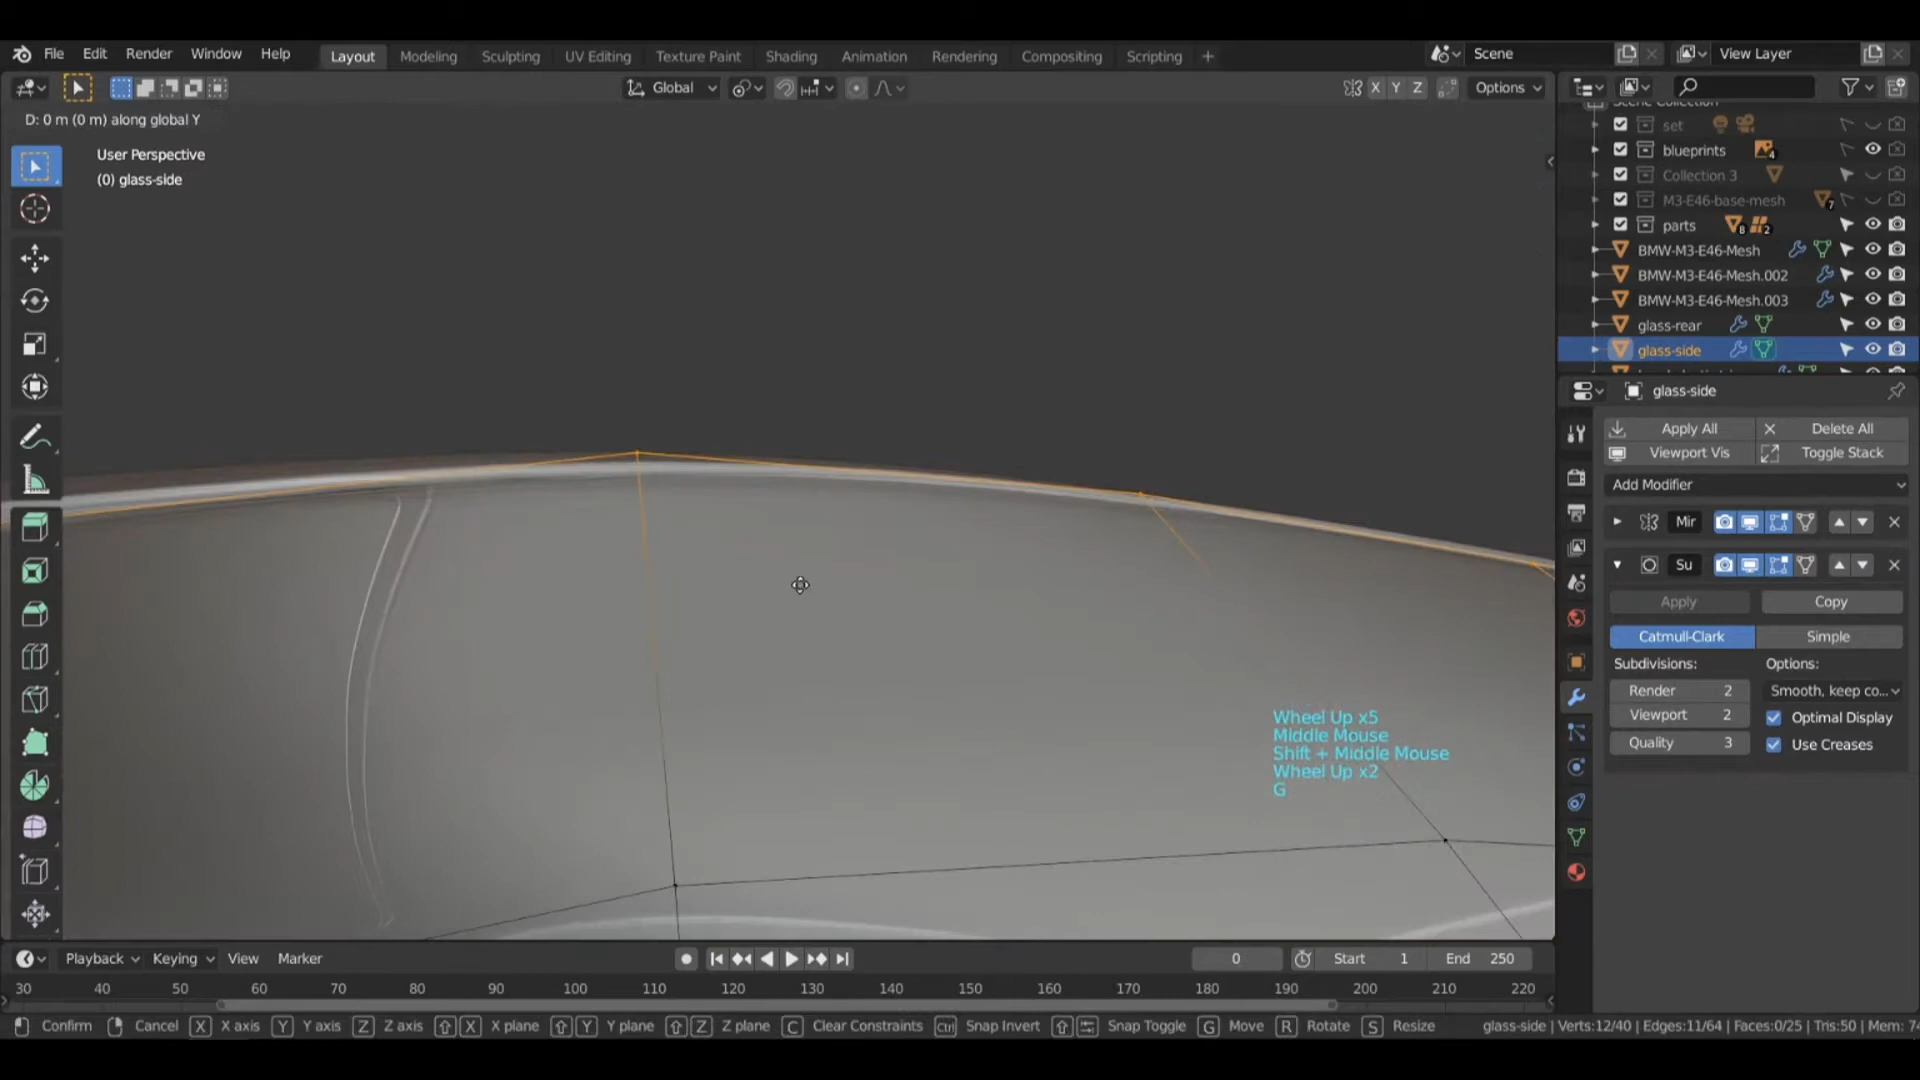 File Edit Render Window Help
Layout Modeling Sculpting UV Editing Texture Paint Shading Animation Rendering Compositing Scripting +
Scene
View Layer
Global
X Y Z
Options
D: 0 m (0 m) along global Y
User Perspective
(0) glass-side
Scene Collection
set
blueprints 4
Collection 3
M3-E46-base-mesh 7
parts 8 2
BMW-M3-E46-Mesh
BMW-M3-E46-Mesh.002
BMW-M3-E46-Mesh.003
glass-rear
glass-side
glass-side
Apply All Delete All
Viewport Vis Toggle Stack
Add Modifier
Mir
Su
Apply Copy
Catmull-Clark Simple
Subdivisions: Options:
Render 2 Smooth, keep co...
Viewport 2 Optimal Display
Quality 3 Use Creases
Wheel Up x5
Middle Mouse
Shift + Middle Mouse
Wheel Up x2
G
Playback Keying View Marker
0 Start 1 End 250
30 40 50 60 70 80 90 100 110 120 130 140 150 160 170 180 190 200 210 220
Confirm Cancel X X axis Y Y axis Z Z axis X X plane Y Y plane Z Z plane C Clear Constraints Ctrl Snap Invert Snap Toggle G Move R Rotate S Resize glass-side | Verts:12/40 | Edges:11/64 | Faces:0/25 | Tris:50 | Mem: 74